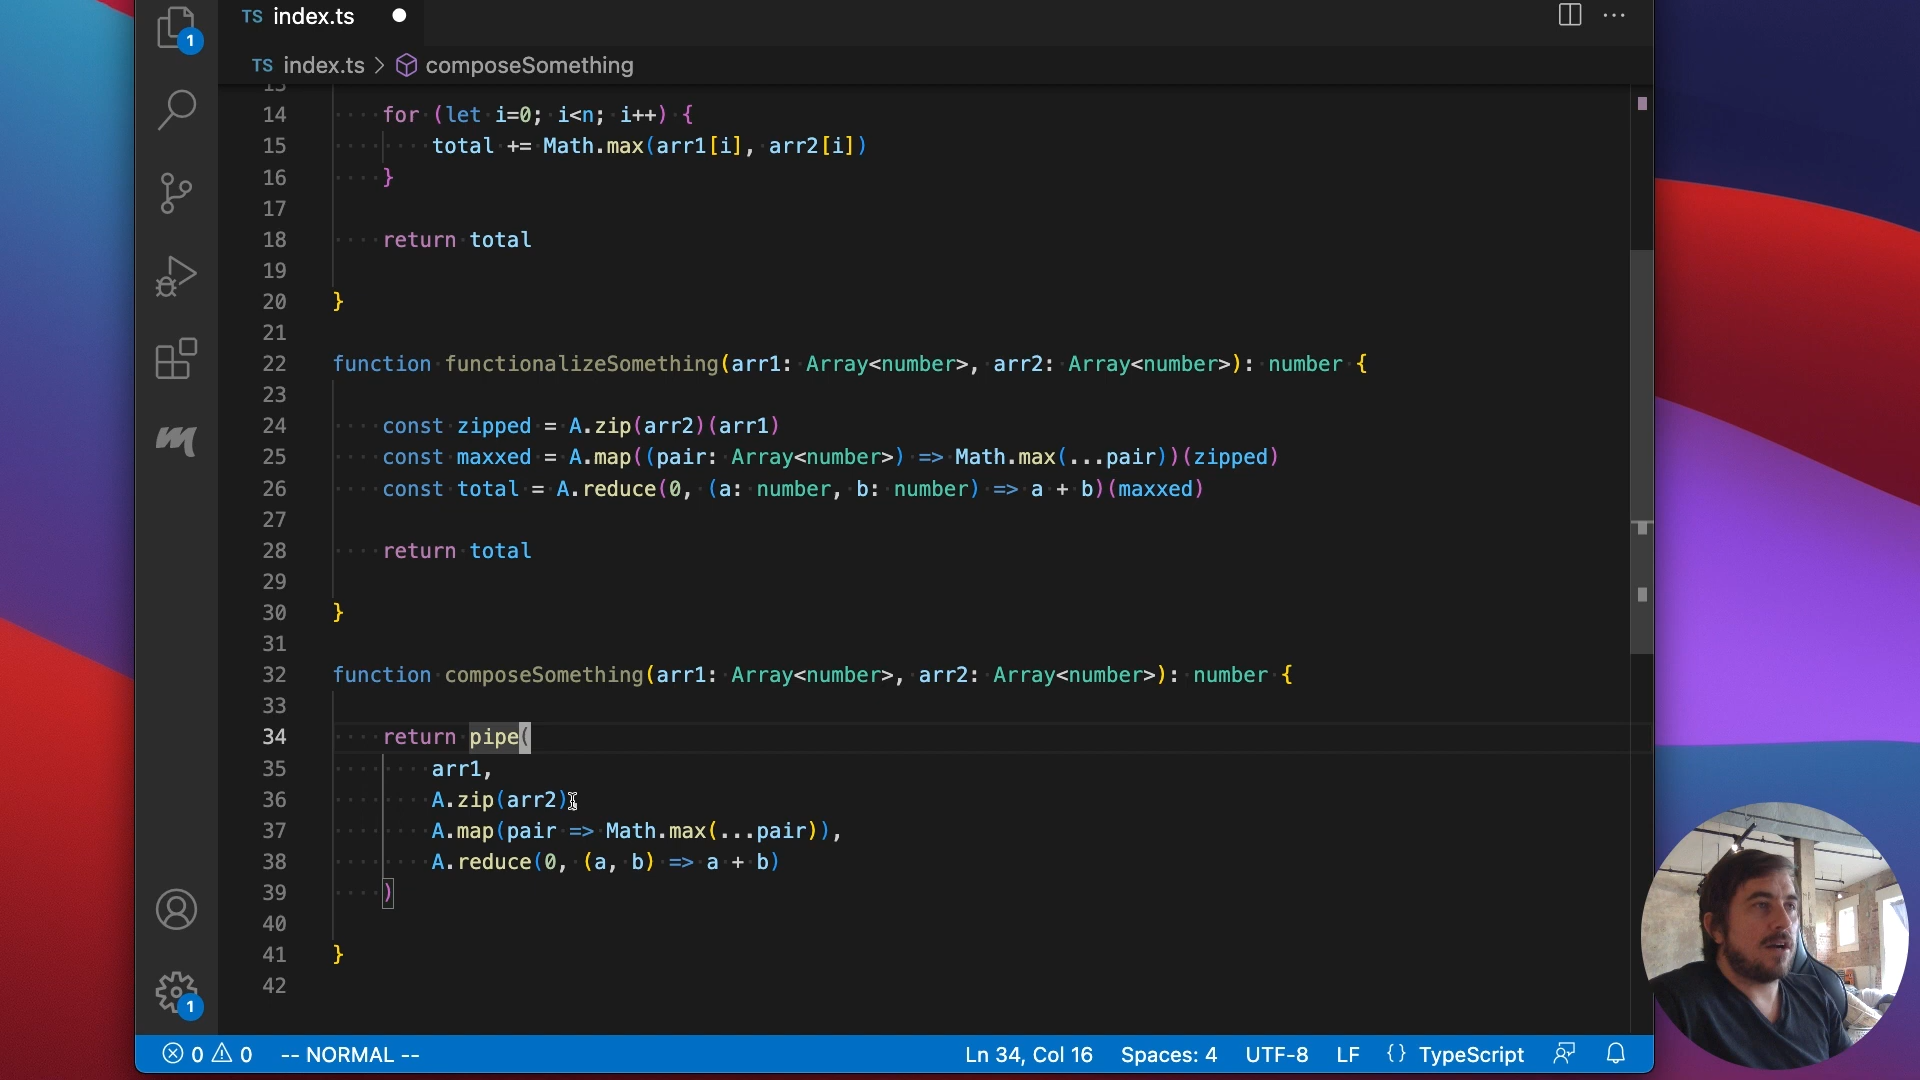 1
TS index.ts
TS index.ts > composeSomething
13
14 for (let i=0; i<n; i++) {
15 total += Math.max(arr1[i], arr2[i])
16 }
17
18 return total
19
20 }
21
22 function functionalizeSomething(arr1: Array<number>, arr2: Array<number>): number {
23
24 const zipped = A.zip(arr2)(arr1)
25 const maxxed = A.map((pair: Array<number>) => Math.max(...pair))(zipped)
26 const total = A.reduce(0, (a: number, b: number) => a + b)(maxxed)
27
28 return total
29
30 }
31
32 function composeSomething(arr1: Array<number>, arr2: Array<number>): number {
33
34 return pipe(
35 arr1,
36 A.zip(arr2)
37 A.map(pair => Math.max(...pair)),
38 A.reduce(0, (a, b) => a + b)
39 )
40
41 }
42
1
0 0 -- NORMAL -- Ln 34, Col 16 Spaces: 4 UTF-8 LF {} TypeScript